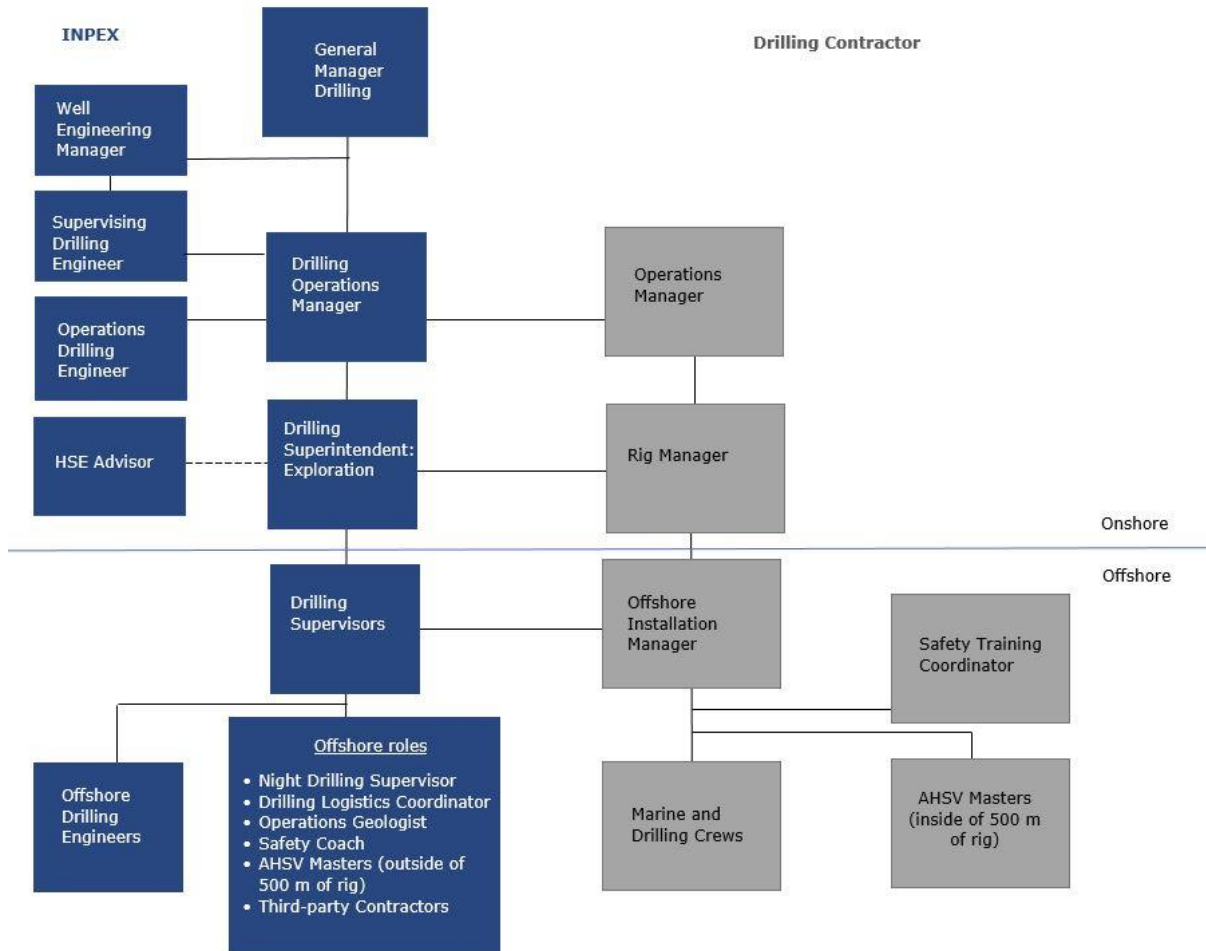 INPEX
Drilling Contractor
General
Manager
Drilling
Well
Engineering
Manager
Supervising
Drilling
Engineer
Drilling
Operations
Manager
Operations
Manager
Operations
Drilling
Engineer
HSE Advisor
Drilling
Superintendent:
Exploration
Rig Manager
Onshore
Offshore
Drilling
Supervisors
Offshore
Installation
Manager
Safety Training
Coordinator
Offshore
Drilling
Engineers
Offshore roles
• Night Drilling Supervisor
• Drilling Logistics Coordinator
• Operations Geologist
• Safety Coach
• AHSV Masters (outside of
500 m of rig)
• Third-party Contractors
Marine and
Drilling Crews
AHSV Masters
(inside of 500 m
of rig)